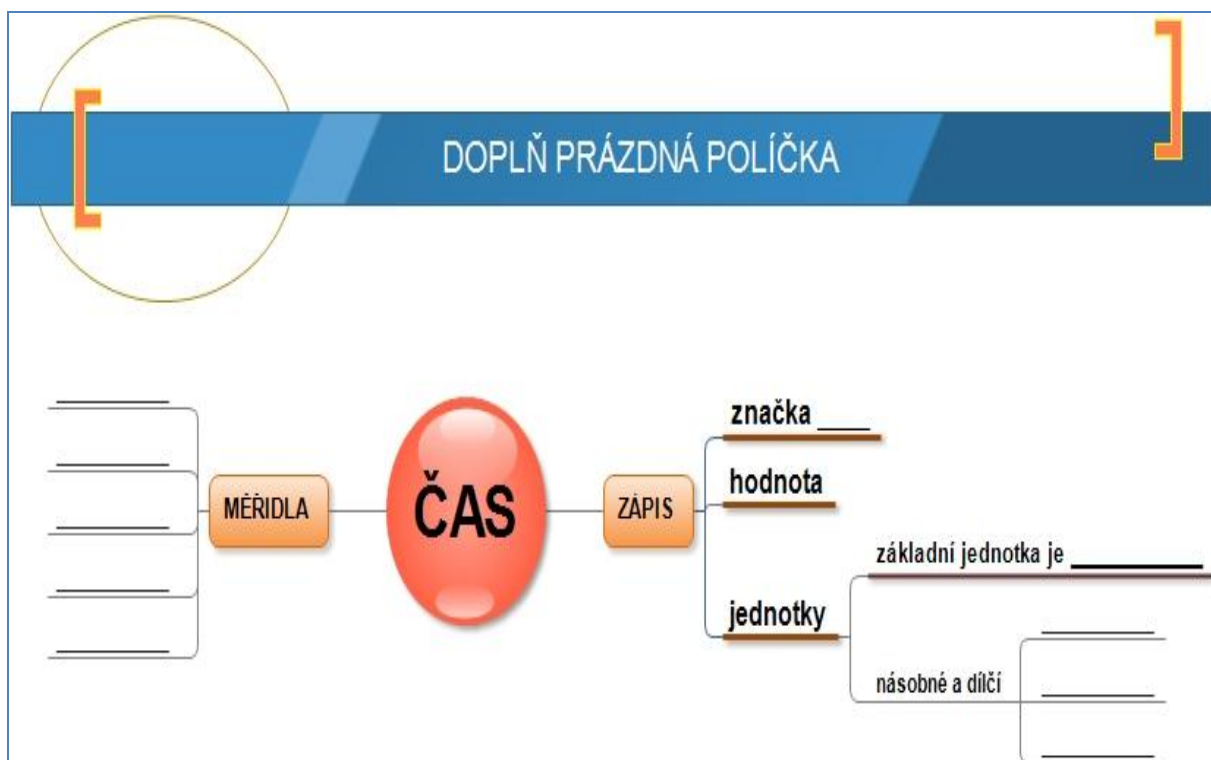 DOPLŇ PRÁZDNÁ POLÍČKA
MĚŘIDLA
ČAS
ZÁPIS
značka ____
hodnota
jednotky
základní jednotka je ___________
násobné a dílčí